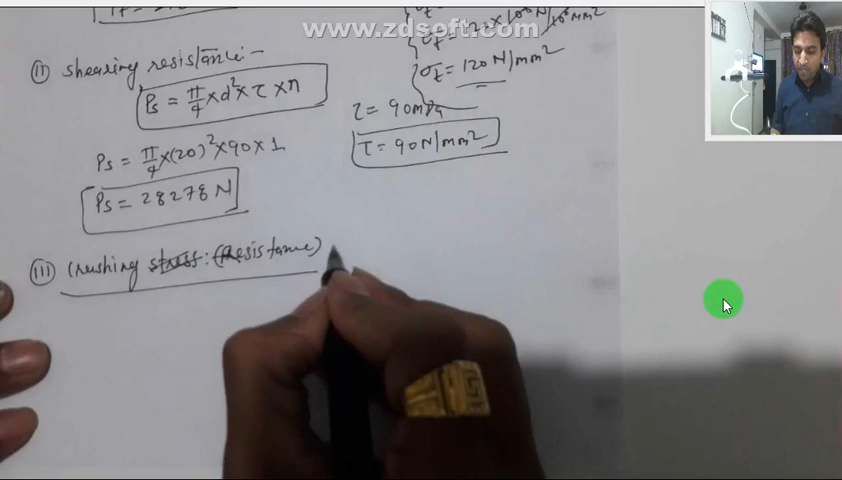 www.zdsoft.com
(II) shearing resistance:-
Ps = π/4 × d² × τ × n
Ps = π/4 × (20)² × 90 × 1
Ps = 28278 N
σt = 120 N/mm²
τ = 90 mPa
τ = 90 N/mm²
(III) Crushing stress: (Resistance)